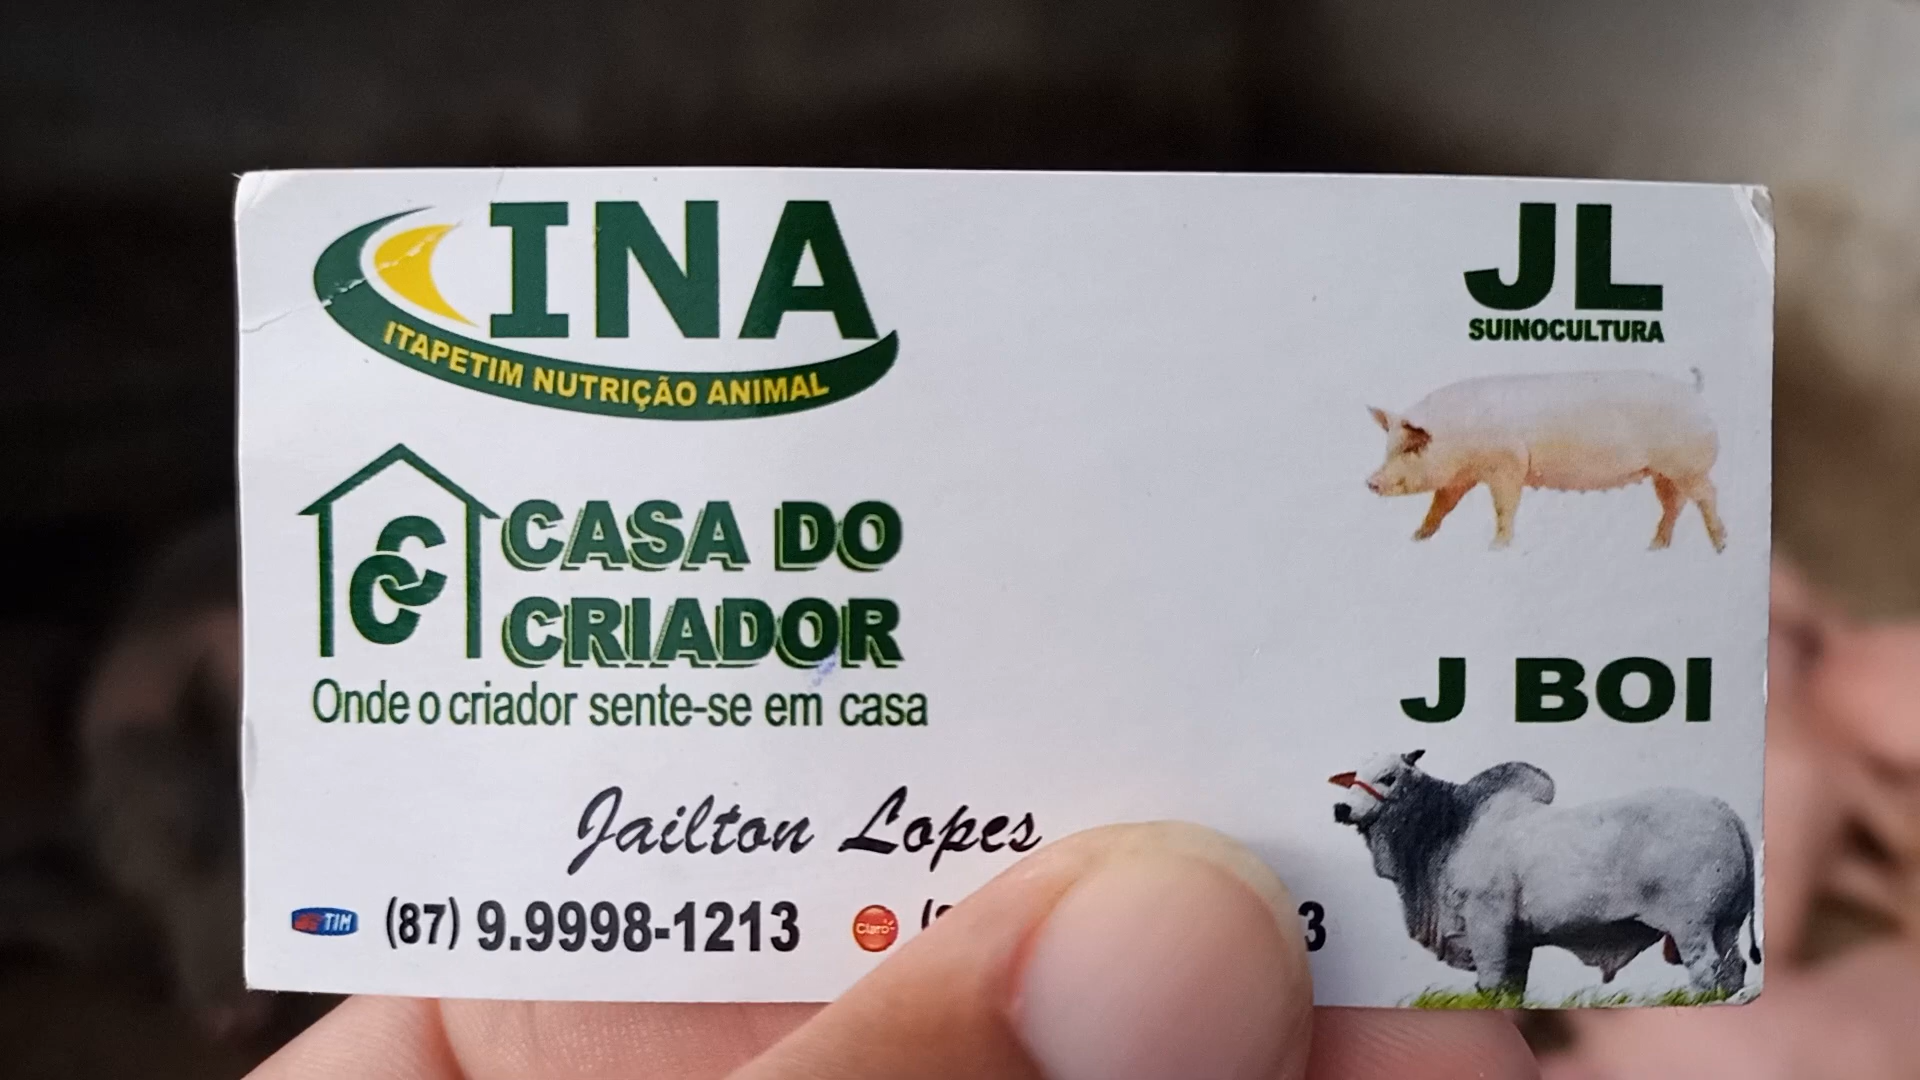 INA
ITAPETIM NUTRIÇÃO ANIMAL
JL
SUINOCULTURA
CC
CASA DO
CRIADOR
Onde o criador sente-se em casa
J BOI
Jailton Lopes
TIM (87) 9.9998-1213
Claro